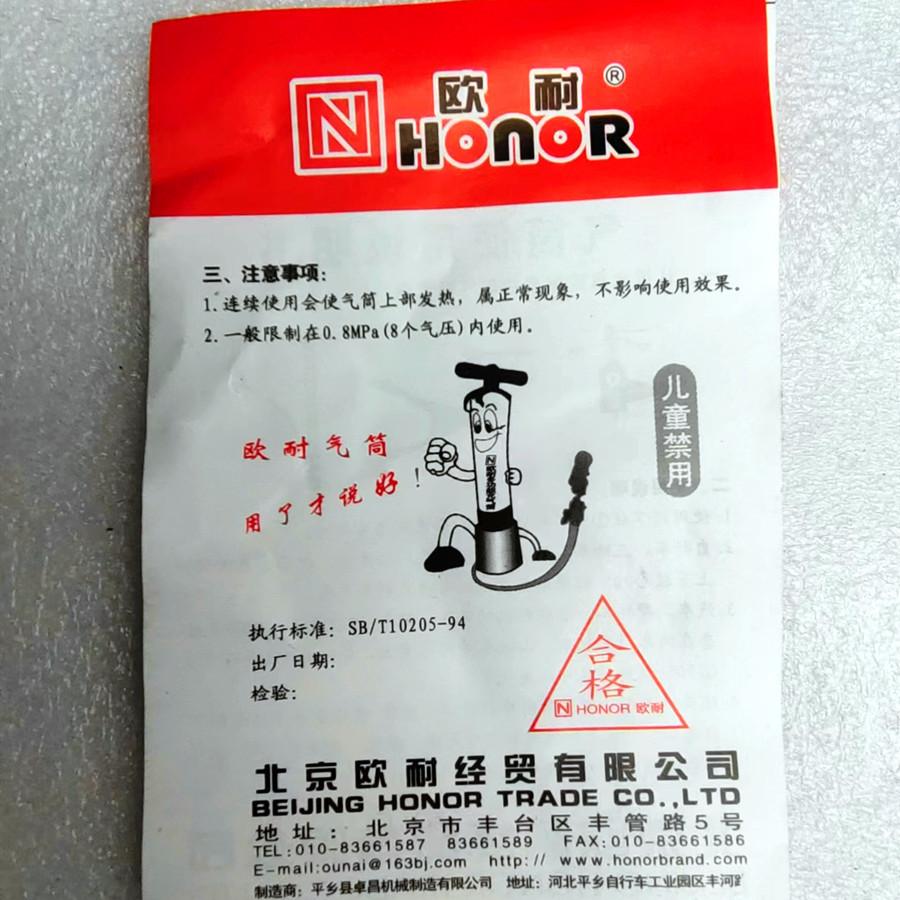 欧耐®
N HONOR
三、注意事项：
1. 连续使用会使气筒上部发热，属正常现象，不影响使用效果。
2. 一般限制在0.8MPa(8个气压)内使用。
儿童禁用
欧耐气筒
用了才说好！
N
执行标准：SB/T10205-94
出厂日期：
检验：
合格
N HONOR 欧耐
北京欧耐经贸有限公司
BEIJING HONOR TRADE CO.,LTD
地址：北京市丰台区丰管路5号
TEL:010-83661587 83661589 FAX:010-83661586
E-mail:ounai@163bj.com http:// www.honorbrand.com
制造商：平乡县卓昌机械制造有限公司 地址：河北平乡自行车工业园区丰河